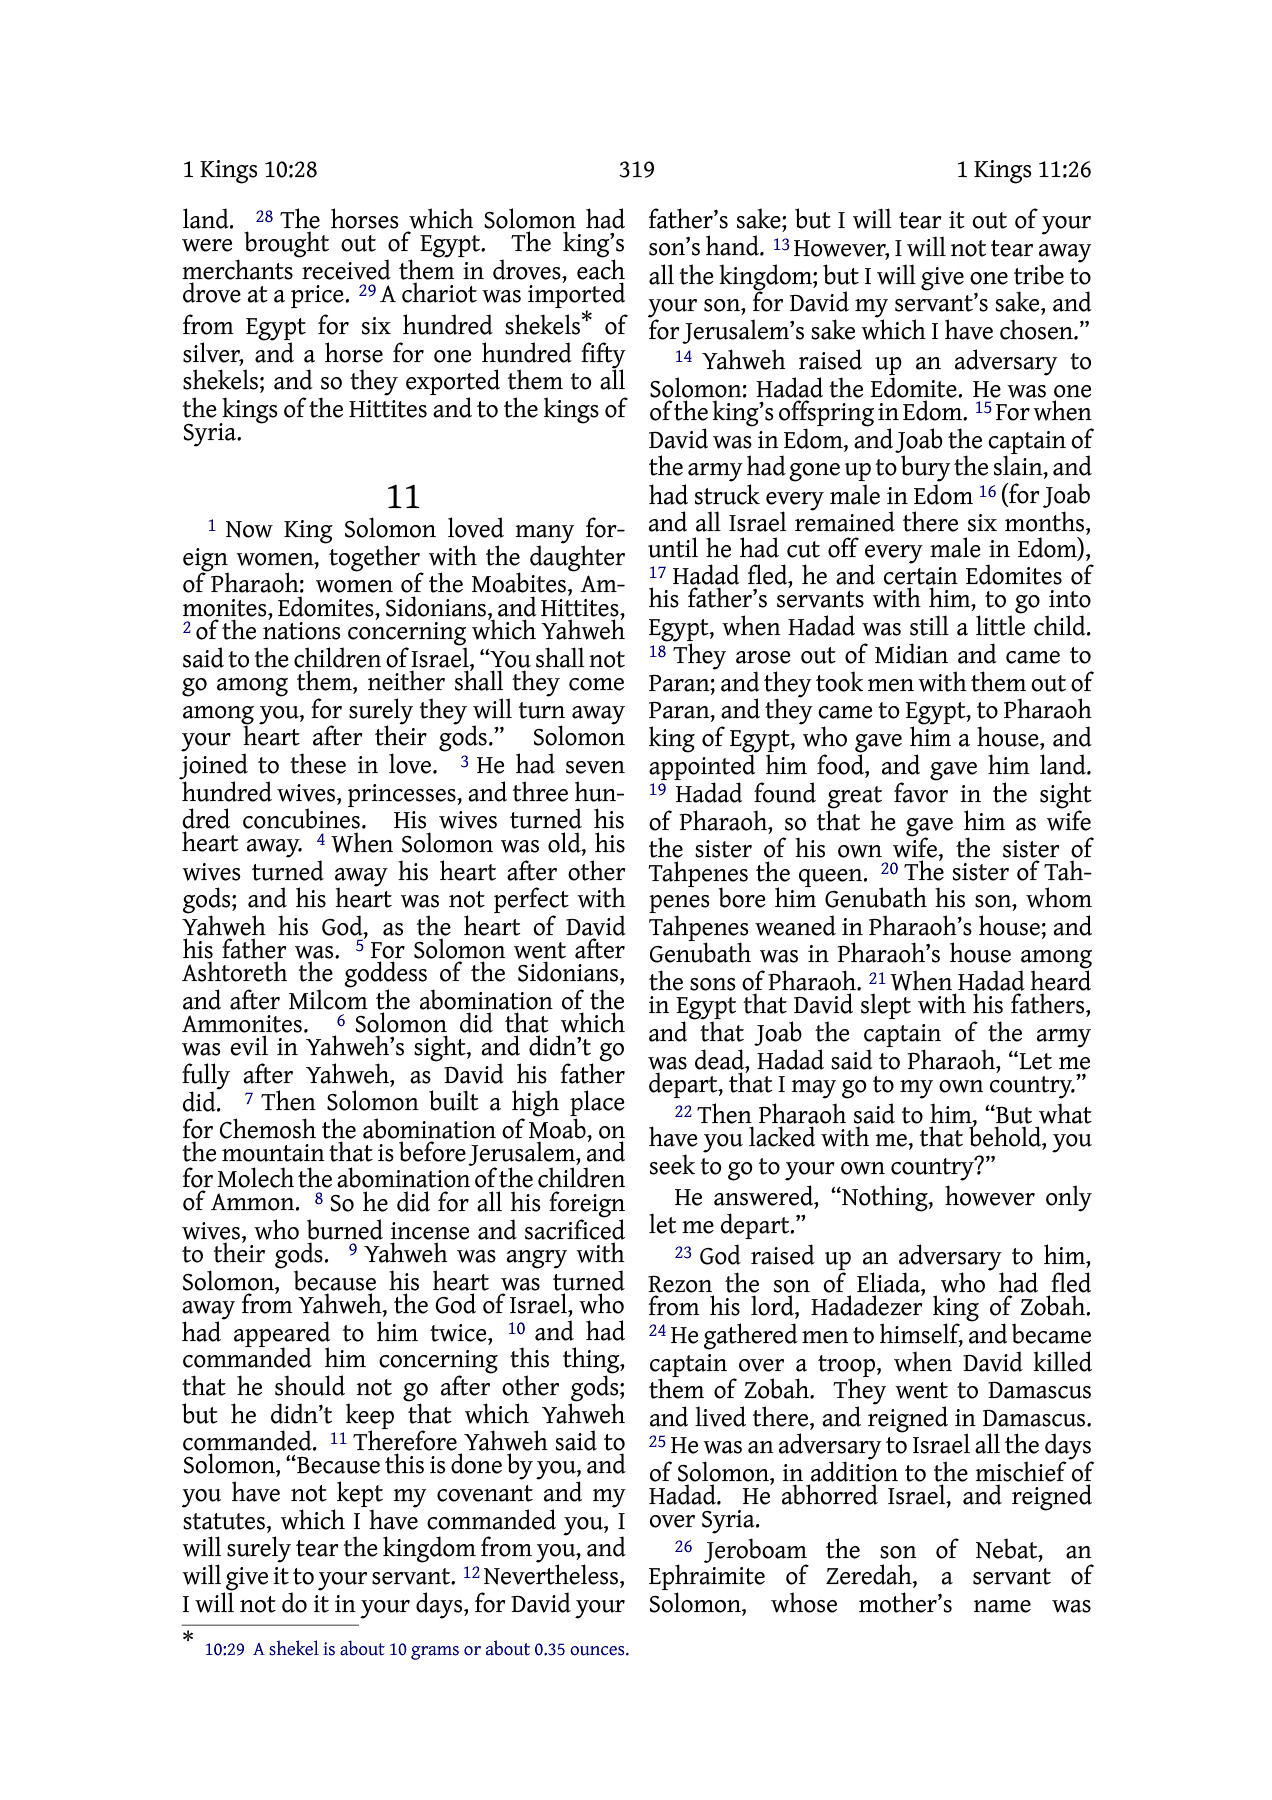 1 Kings 10:28
319
1 Kings 11:26
land. 28 The horses which Solomon had
were brought out of Egypt. The king’s
merchants received them in droves, each
drove at a price. 29 A chariot was imported
from Egypt for six hundred shekels* of
silver, and a horse for one hundred fifty
shekels; and so they exported them to all
the kings of the Hittites and to the kings of
Syria.
11
1 Now King Solomon loved many for-
eign women, together with the daughter
of Pharaoh: women of the Moabites, Am-
monites, Edomites, Sidonians, and Hittites,
2 of the nations concerning which Yahweh
said to the children of Israel, “You shall not
go among them, neither shall they come
among you, for surely they will turn away
your heart after their gods.” Solomon
joined to these in love. 3 He had seven
hundred wives, princesses, and three hun-
dred concubines. His wives turned his
heart away. 4 When Solomon was old, his
wives turned away his heart after other
gods; and his heart was not perfect with
Yahweh his God, as the heart of David
his father was. 5 For Solomon went after
Ashtoreth the goddess of the Sidonians,
and after Milcom the abomination of the
Ammonites. 6 Solomon did that which
was evil in Yahweh’s sight, and didn’t go
fully after Yahweh, as David his father
did. 7 Then Solomon built a high place
for Chemosh the abomination of Moab, on
the mountain that is before Jerusalem, and
for Molech the abomination of the children
of Ammon. 8 So he did for all his foreign
wives, who burned incense and sacrificed
to their gods. 9 Yahweh was angry with
Solomon, because his heart was turned
away from Yahweh, the God of Israel, who
had appeared to him twice, 10 and had
commanded him concerning this thing,
that he should not go after other gods;
but he didn’t keep that which Yahweh
commanded. 11 Therefore Yahweh said to
Solomon, “Because this is done by you, and
you have not kept my covenant and my
statutes, which I have commanded you, I
will surely tear the kingdom from you, and
will give it to your servant. 12 Nevertheless,
I will not do it in your days, for David your
father’s sake; but I will tear it out of your
son’s hand. 13 However, I will not tear away
all the kingdom; but I will give one tribe to
your son, for David my servant’s sake, and
for Jerusalem’s sake which I have chosen.”
14 Yahweh raised up an adversary to
Solomon: Hadad the Edomite. He was one
of the king’s offspring in Edom. 15 For when
David was in Edom, and Joab the captain of
the army had gone up to bury the slain, and
had struck every male in Edom 16 (for Joab
and all Israel remained there six months,
until he had cut off every male in Edom),
17 Hadad fled, he and certain Edomites of
his father’s servants with him, to go into
Egypt, when Hadad was still a little child.
18 They arose out of Midian and came to
Paran; and they took men with them out of
Paran, and they came to Egypt, to Pharaoh
king of Egypt, who gave him a house, and
appointed him food, and gave him land.
19 Hadad found great favor in the sight
of Pharaoh, so that he gave him as wife
the sister of his own wife, the sister of
Tahpenes the queen. 20 The sister of Tah-
penes bore him Genubath his son, whom
Tahpenes weaned in Pharaoh’s house; and
Genubath was in Pharaoh’s house among
the sons of Pharaoh. 21 When Hadad heard
in Egypt that David slept with his fathers,
and that Joab the captain of the army
was dead, Hadad said to Pharaoh, “Let me
depart, that I may go to my own country.”
22 Then Pharaoh said to him, “But what
have you lacked with me, that behold, you
seek to go to your own country?”
He answered, “Nothing, however only
let me depart.”
23 God raised up an adversary to him,
Rezon the son of Eliada, who had fled
from his lord, Hadadezer king of Zobah.
24 He gathered men to himself, and became
captain over a troop, when David killed
them of Zobah. They went to Damascus
and lived there, and reigned in Damascus.
25 He was an adversary to Israel all the days
of Solomon, in addition to the mischief of
Hadad. He abhorred Israel, and reigned
over Syria.
26 Jeroboam the son of Nebat, an
Ephraimite of Zeredah, a servant of
Solomon, whose mother’s name was
* 10:29 A shekel is about 10 grams or about 0.35 ounces.